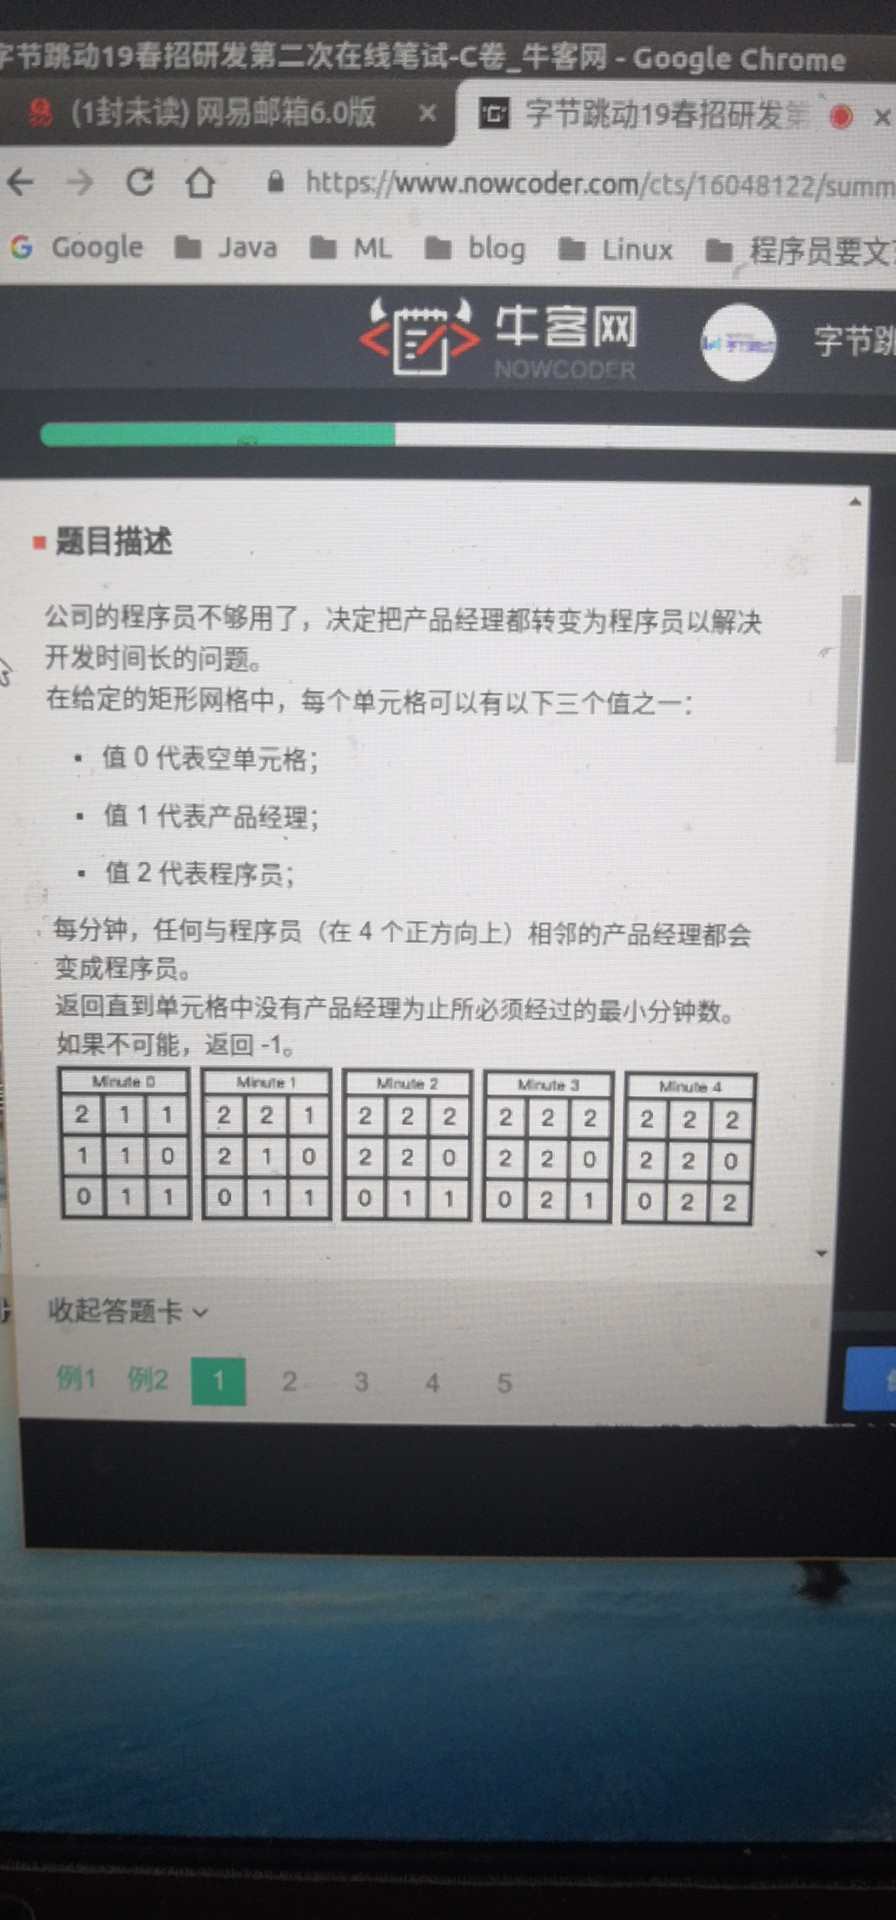 字节跳动19春招研发第二次在线笔试-C卷_牛客网 - Google Chrome
(1封未读) 网易邮箱6.0版
字节跳动19春招研发第
https://www.nowcoder.com/cts/16048122/summ
Google Java ML blog Linux 程序员要文
牛客网
NOWCODER
字节跳
题目描述
公司的程序员不够用了，决定把产品经理都转变为程序员以解决
开发时间长的问题。
在给定的矩形网格中，每个单元格可以有以下三个值之一：
▪ 值 0 代表空单元格；
▪ 值 1 代表产品经理；
▪ 值 2 代表程序员；
每分钟，任何与程序员（在 4 个正方向上）相邻的产品经理都会
变成程序员。
返回直到单元格中没有产品经理为止所必须经过的最小分钟数。
如果不可能，返回 -1。
Minute 0 Minute 1 Minute 2 Minute 3 Minute 4
2 1 1 2 2 1 2 2 2 2 2 2 2 2 2
1 1 0 2 1 0 2 2 0 2 2 0 2 2 0
0 1 1 0 1 1 0 1 1 0 2 1 0 2 2
收起答题卡
例1 例2 1 2 3 4 5